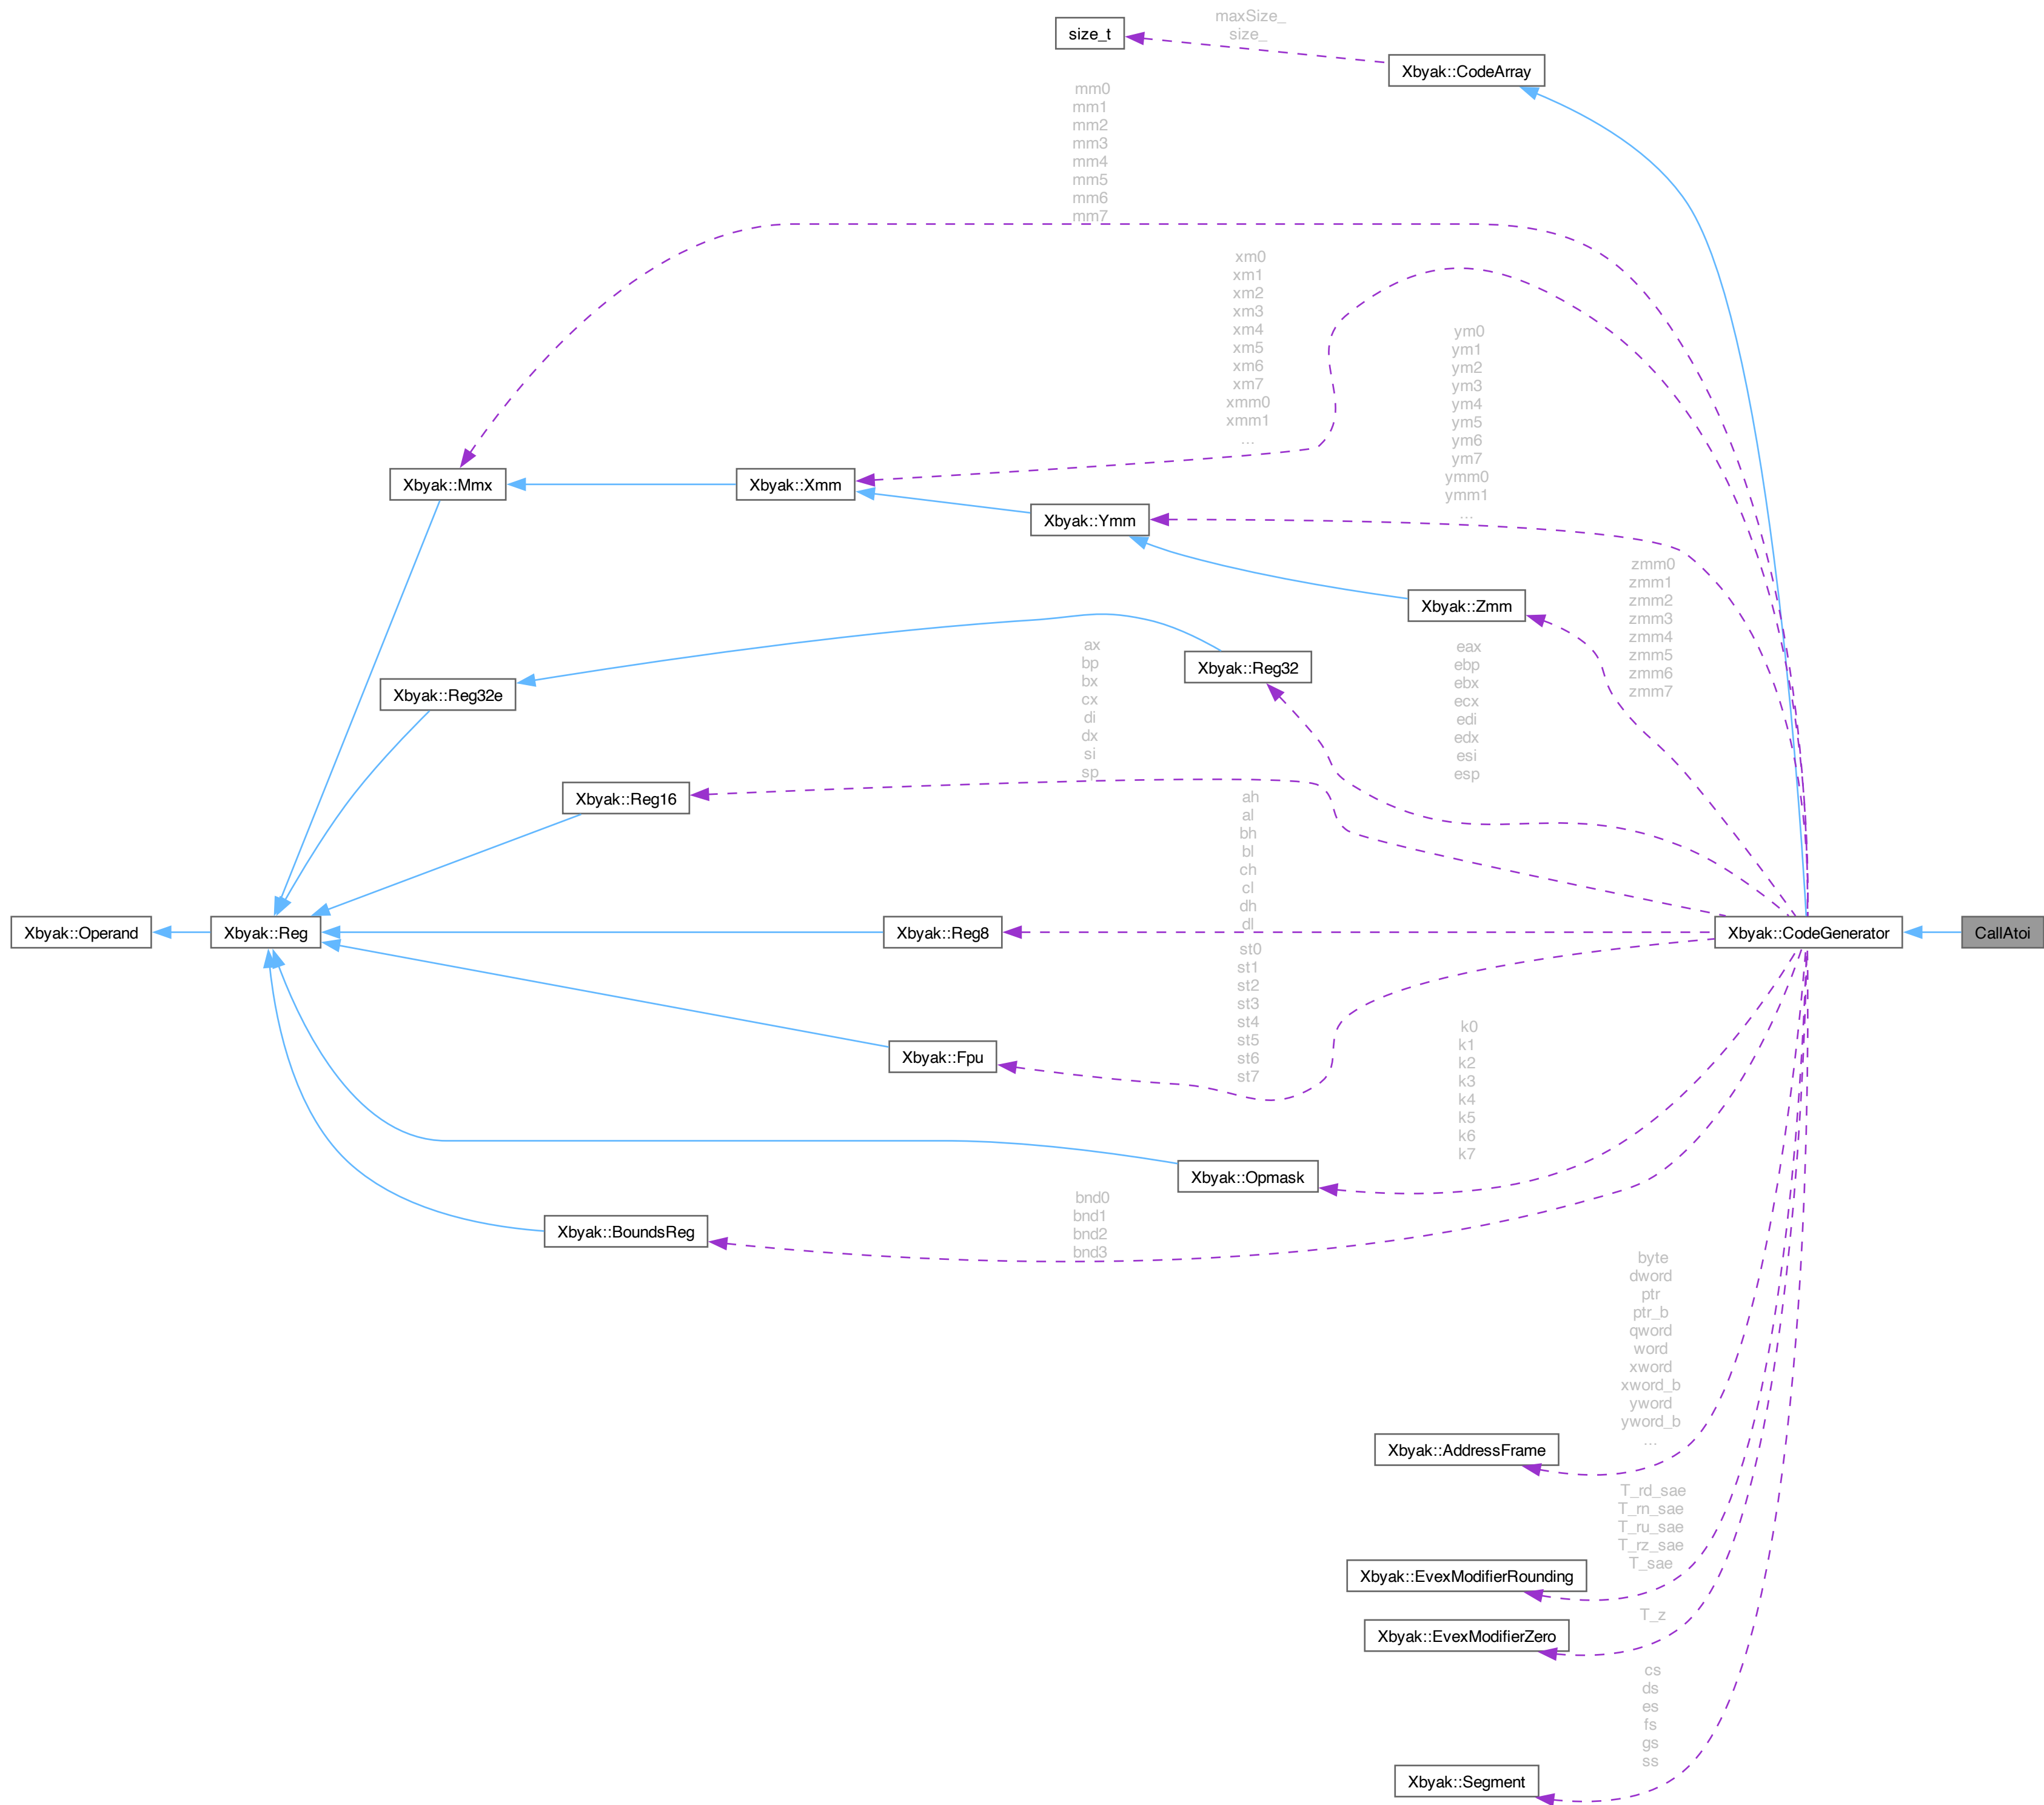 maxSize_
size_
size_t
Xbyak::CodeArray
mm0
mm1
mm2
mm3
mm4
mm5
mm6
mm7
xm0
xm1
xm2
xm3
xm4
xm5
xm6
xm7
xmm0
xmm1
...
ym0
ym1
ym2
ym3
ym4
ym5
ym6
ym7
ymm0
ymm1
...
Xbyak::Mmx
Xbyak::Xmm
Xbyak::Ymm
zmm0
zmm1
zmm2
zmm3
zmm4
zmm5
zmm6
zmm7
Xbyak::Zmm
ax
bp
bx
cx
di
dx
si
sp
eax
ebp
ebx
ecx
edi
edx
esi
esp
Xbyak::Reg32
Xbyak::Reg32e
Xbyak::Reg16
ah
al
bh
bl
ch
cl
dh
dl
Xbyak::Operand
Xbyak::Reg
Xbyak::Reg8
Xbyak::CodeGenerator
CallAtoi
st0
st1
st2
st3
st4
st5
st6
st7
Xbyak::Fpu
k0
k1
k2
k3
k4
k5
k6
k7
Xbyak::Opmask
bnd0
bnd1
bnd2
bnd3
Xbyak::BoundsReg
byte
dword
ptr
ptr_b
qword
word
xword
xword_b
yword
yword_b
...
Xbyak::AddressFrame
T_rd_sae
T_rn_sae
T_ru_sae
T_rz_sae
T_sae
Xbyak::EvexModifierRounding
T_z
Xbyak::EvexModifierZero
cs
ds
es
fs
gs
ss
Xbyak::Segment